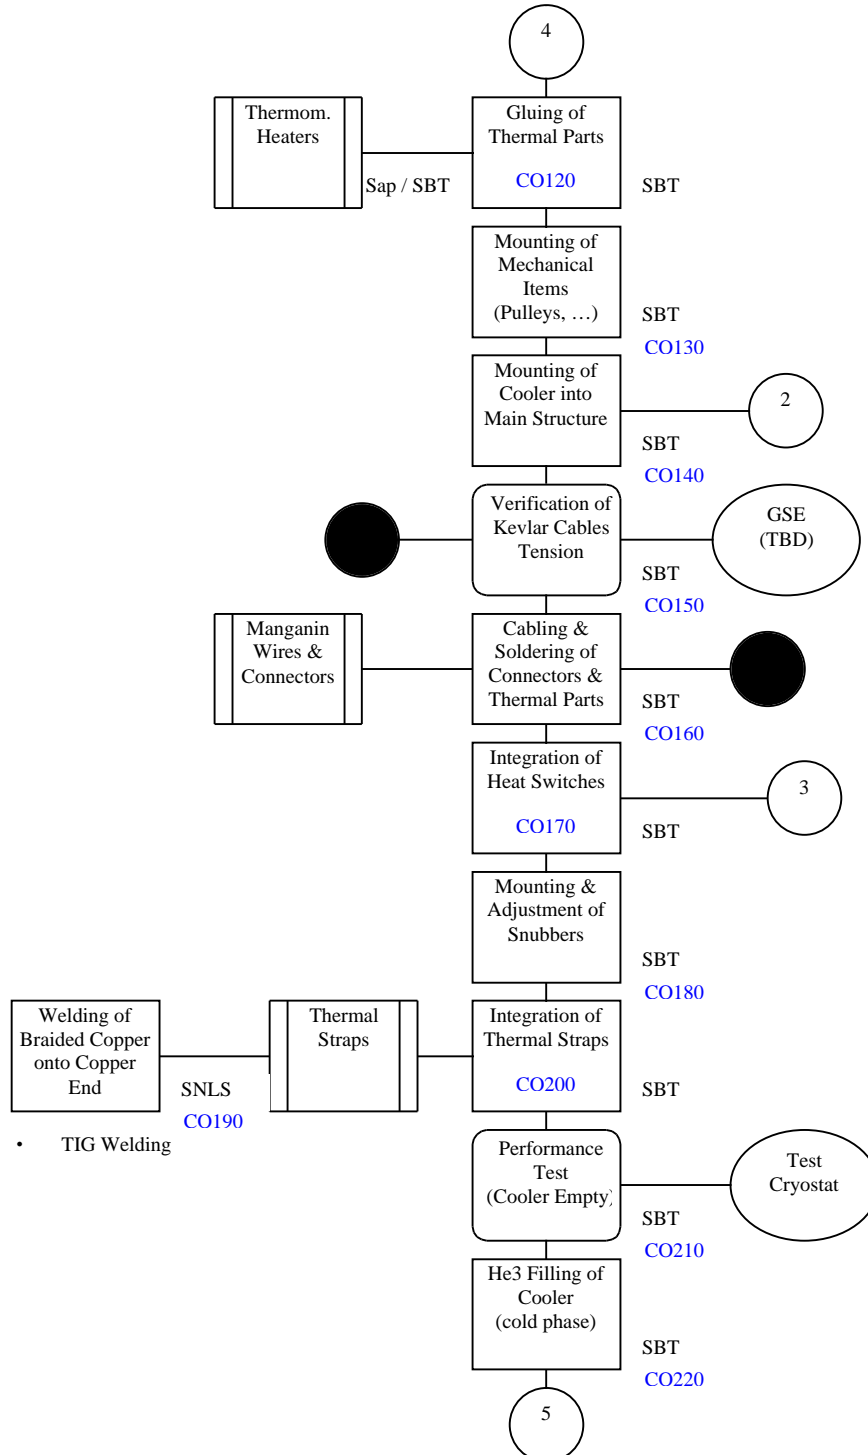 4
Thermom.
Heaters
Sap / SBT
Gluing of
Thermal Parts
CO120
SBT
Mounting of
Mechanical
Items
(Pulleys, …)
SBT
CO130
Mounting of
Cooler into
Main Structure
SBT
CO140
2
Verification of
Kevlar Cables
Tension
SBT
CO150
GSE
(TBD)
Manganin
Wires &
Connectors
Cabling &
Soldering of
Connectors &
Thermal Parts
SBT
CO160
Integration of
Heat Switches
CO170
SBT
3
Mounting &
Adjustment of
Snubbers
SBT
CO180
Welding of
Braided Copper
onto Copper
End
SNLS
CO190
• TIG Welding
Thermal
Straps
Integration of
Thermal Straps
CO200
SBT
Performance
Test
(Cooler Empty)
SBT
CO210
Test
Cryostat
He3 Filling of
Cooler
(cold phase)
SBT
CO220
5